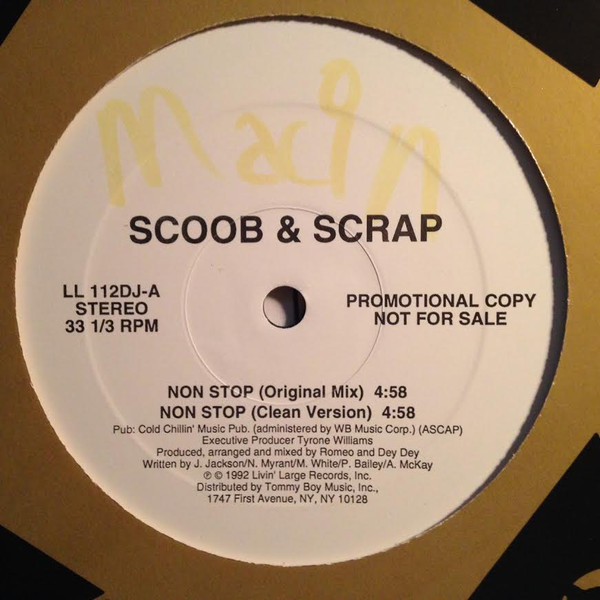 SCOOB & SCRAP
LL 112DJ-A
STEREO
33 1/3 RPM
PROMOTIONAL COPY
NOT FOR SALE
NON STOP (Original Mix) 4:58
NON STOP (Clean Version) 4:58
Pub: Cold Chillin' Music Pub. (administered by WB Music Corp.) (ASCAP)
Executive Producer Tyrone Williams
Produced, arranged and mixed by Romeo and Dey Dey
Written by J. Jackson/N. Myrant/M. White/P. Bailey/A. McKay
℗ © 1992 Livin' Large Records, Inc.
Distributed by Tommy Boy Music, Inc.,
1747 First Avenue, NY, NY 10128